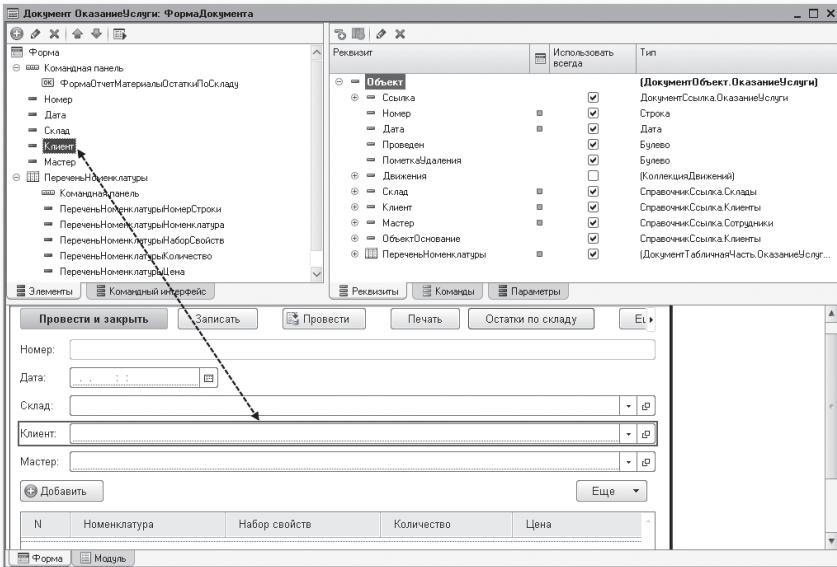 Документ ОказаниеУслуги: ФормаДокумента
Форма
Командная панель
ФормаОтчетМатериалыОстаткиПоСкладу
Номер
Дата
Склад
Клиент
Мастер
ПереченьНоменклатуры
Командная панель
ПереченьНоменклатурыНомерСтроки
ПереченьНоменклатурыНоменклатура
ПереченьНоменклатурыНаборСвойств
ПереченьНоменклатурыКоличество
ПереченьНоменклатурыЦена
Элементы Командный интерфейс
Реквизит Использовать всегда Тип
Объект (ДокументОбъект.ОказаниеУслуги)
Ссылка ДокументСсылка.ОказаниеУслуги
Номер Строка
Дата Дата
Проведен Булево
ПометкаУдаления Булево
Движения (КоллекцияДвижений)
Склад СправочникСсылка.Склады
Клиент СправочникСсылка.Клиенты
Мастер СправочникСсылка.Сотрудники
ОбъектОснование СправочникСсылка.Клиенты
ПереченьНоменклатуры (ДокументТабличнаяЧасть.ОказаниеУслуг...
Реквизиты Команды Параметры
Провести и закрыть Записать Провести Печать Остатки по складу Ещ
Номер:
Дата: . . : :
Склад:
Клиент:
Мастер:
Добавить Еще
N Номенклатура Набор свойств Количество Цена
Форма Модуль